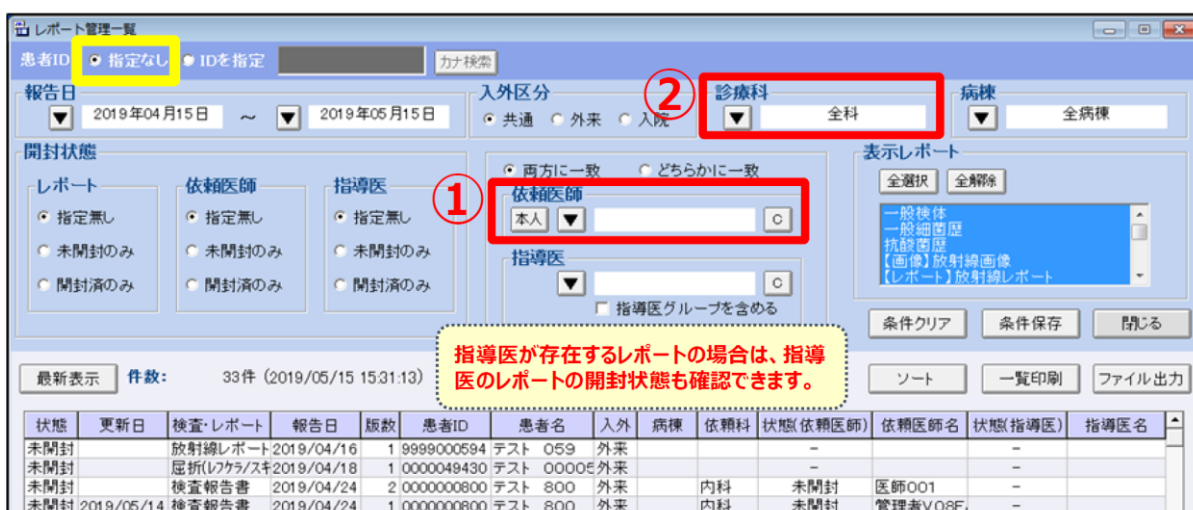 レポート管理一覧
患者ID 指定なし IDを指定 カナ検索
報告日 入外区分 ② 診療科 病棟
▼ 2019年04月15日 ～ ▼ 2019年05月15日 共通 外来 入院 ▼ 全科 ▼ 全病棟
開封状態 両方に一致 どちらかに一致 表示レポート
レポート 依頼医師 指導医 ① 依頼医師 全選択 全解除
指定無し 指定無し 指定無し 本人 ▼ C 一般検体
一般細菌歴
未開封のみ 未開封のみ 未開封のみ 指導医 抗酸菌歴
【画像】放射線画像
開封済のみ 開封済のみ 開封済のみ ▼ C 【レポート】放射線レポート
指導医グループを含める
条件クリア 条件保存 閉じる
指導医が存在するレポートの場合は、指導
医のレポートの開封状態も確認できます。
最新表示 件数: 33件 (2019/05/15 15:31:13) ソート 一覧印刷 ファイル出力
状態 更新日 検査・レポート 報告日 版数 患者ID 患者名 入外 病棟 依頼科 状態(依頼医師) 依頼医師名 状態(指導医) 指導医名
未開封 放射線レポート 2019/04/16 1 9999000594 テスト 059 外来 － －
未開封 屈折(レフケラ/スキ 2019/04/18 1 0000049430 テスト 00005 外来 － －
未開封 検査報告書 2019/04/24 2 0000000800 テスト 800 外来 内科 未開封 医師001 －
未開封 2019/05/14 検査報告書 2019/04/24 1 0000000800 テスト 800 外来 内科 未開封 管理者V.08F. －